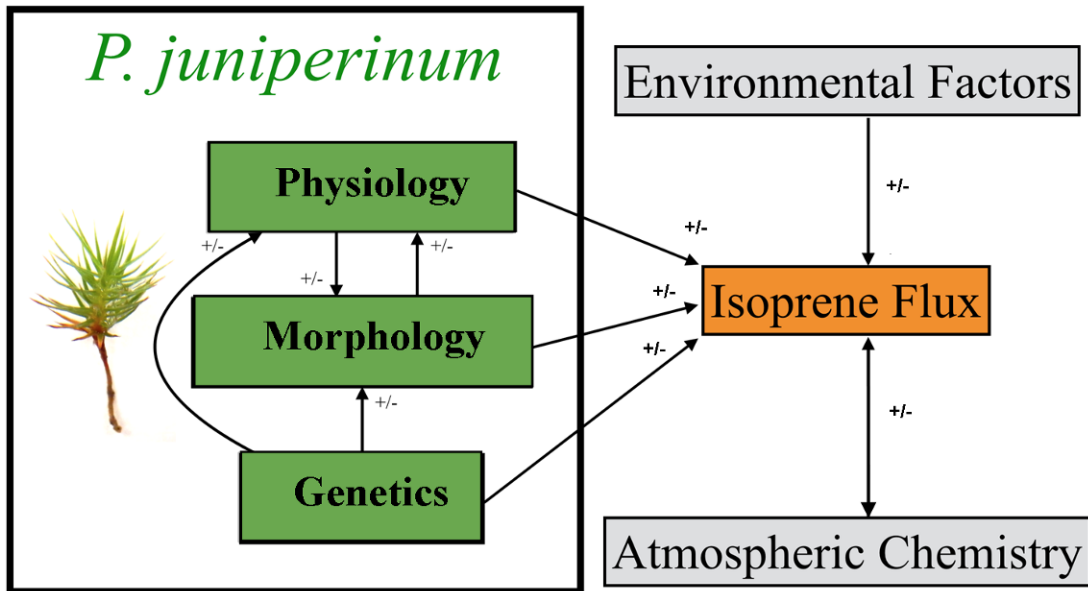 P. juniperinum
Environmental Factors
Physiology
+/-
+/-
+/-
+/-
+/-
Isoprene Flux
Morphology
+/-
+/-
+/-
+/-
Genetics
Atmospheric Chemistry